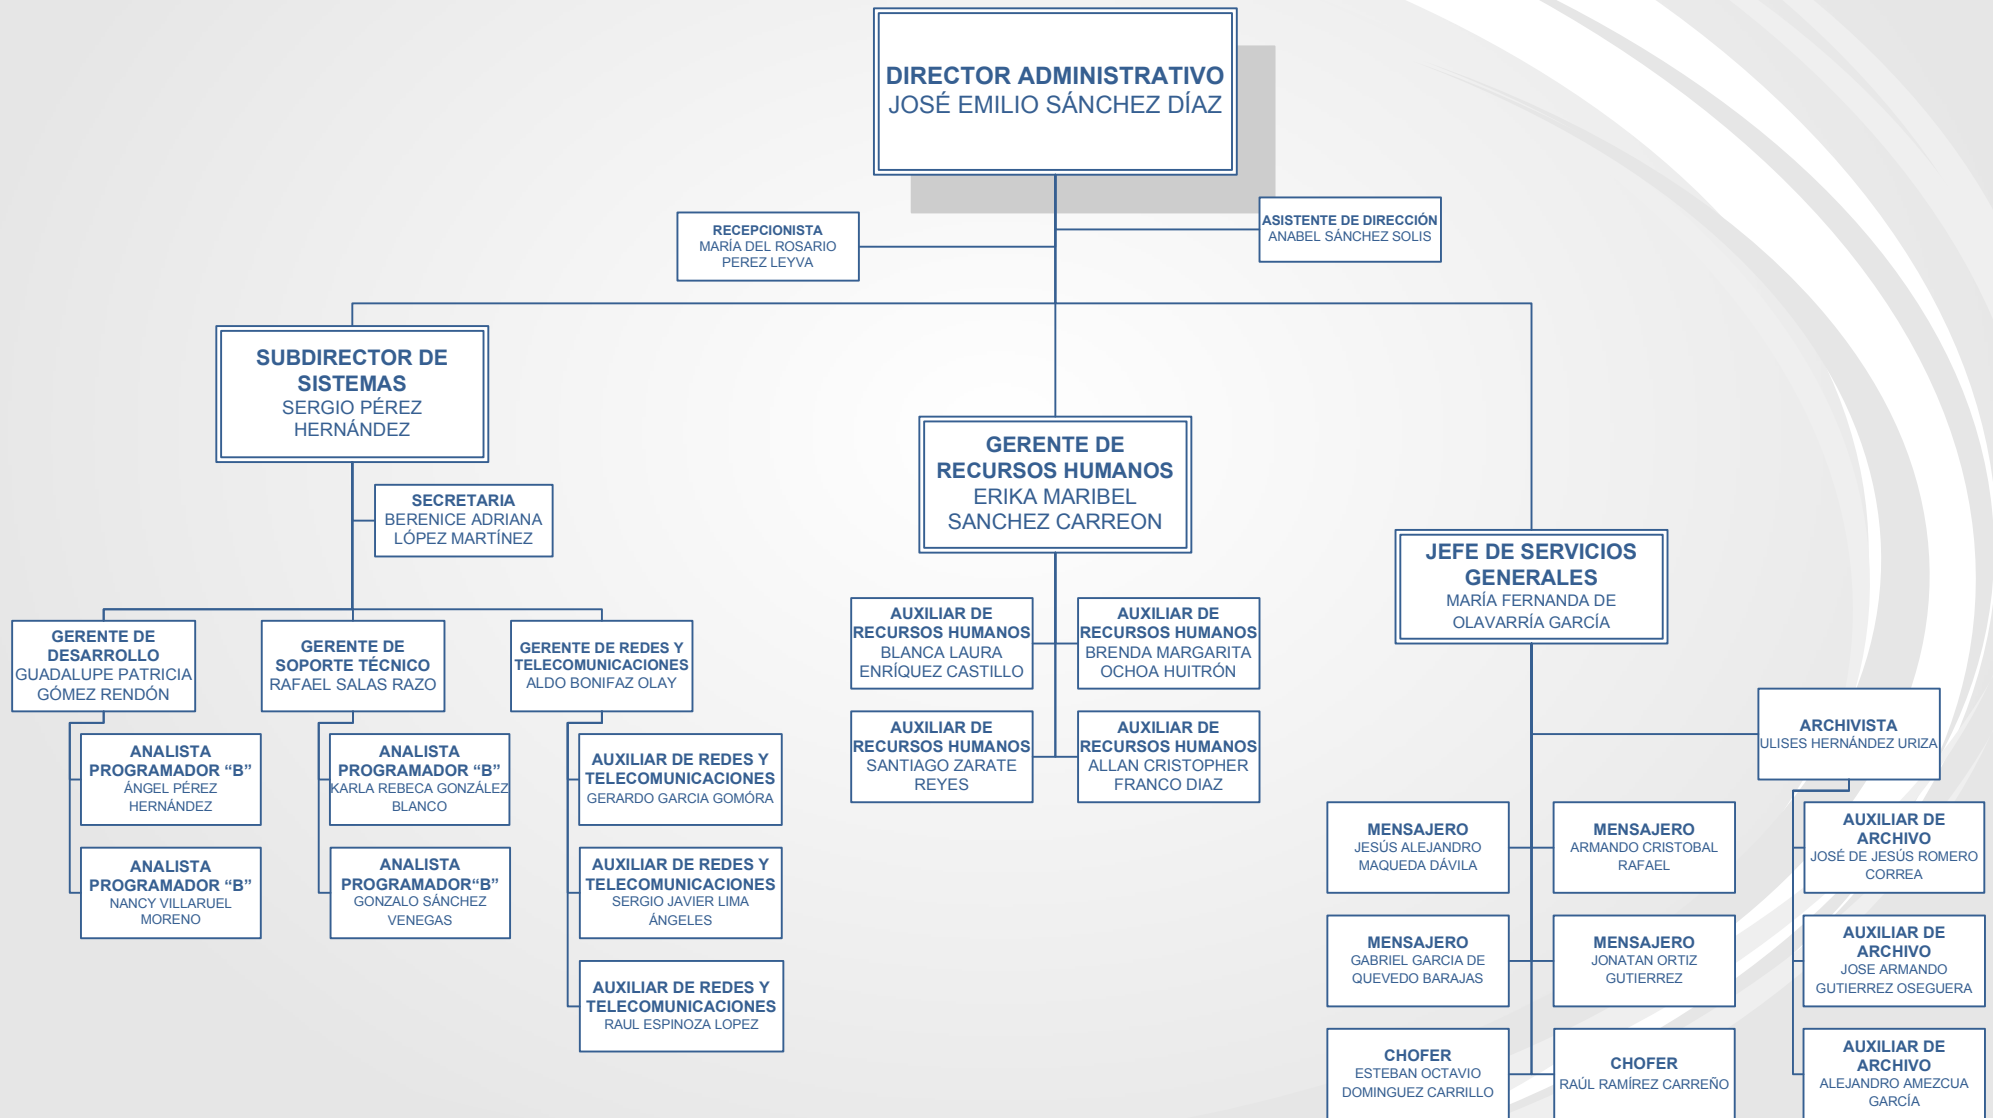 DIRECTOR ADMINISTRATIVO
JOSÉ EMILIO SÁNCHEZ DÍAZ
RECEPCIONISTA
MARÍA DEL ROSARIO
PEREZ LEYVA
ASISTENTE DE DIRECCIÓN
ANABEL SÁNCHEZ SOLIS
SUBDIRECTOR DE
SISTEMAS
SERGIO PÉREZ
HERNÁNDEZ
SECRETARIA
BERENICE ADRIANA
LÓPEZ MARTÍNEZ
GERENTE DE
DESARROLLO
GUADALUPE PATRICIA
GÓMEZ RENDÓN
ANALISTA
PROGRAMADOR “B”
ÁNGEL PÉREZ
HERNÁNDEZ
ANALISTA
PROGRAMADOR “B”
NANCY VILLARUEL
MORENO
GERENTE DE
SOPORTE TÉCNICO
RAFAEL SALAS RAZO
ANALISTA
PROGRAMADOR “B”
KARLA REBECA GONZÁLEZ
BLANCO
ANALISTA
PROGRAMADOR“B”
GONZALO SÁNCHEZ
VENEGAS
GERENTE DE REDES Y
TELECOMUNICACIONES
ALDO BONIFAZ OLAY
AUXILIAR DE REDES Y
TELECOMUNICACIONES
GERARDO GARCIA GOMÓRA
AUXILIAR DE REDES Y
TELECOMUNICACIONES
SERGIO JAVIER LIMA
ÁNGELES
AUXILIAR DE REDES Y
TELECOMUNICACIONES
RAUL ESPINOZA LOPEZ
GERENTE DE
RECURSOS HUMANOS
ERIKA MARIBEL
SANCHEZ CARREON
AUXILIAR DE
RECURSOS HUMANOS
BLANCA LAURA
ENRÍQUEZ CASTILLO
AUXILIAR DE
RECURSOS HUMANOS
BRENDA MARGARITA
OCHOA HUITRÓN
AUXILIAR DE
RECURSOS HUMANOS
SANTIAGO ZARATE
REYES
AUXILIAR DE
RECURSOS HUMANOS
ALLAN CRISTOPHER
FRANCO DIAZ
JEFE DE SERVICIOS
GENERALES
MARÍA FERNANDA DE
OLAVARRÍA GARCÍA
ARCHIVISTA
ULISES HERNÁNDEZ URIZA
MENSAJERO
JESÚS ALEJANDRO
MAQUEDA DÁVILA
MENSAJERO
ARMANDO CRISTOBAL
RAFAEL
MENSAJERO
GABRIEL GARCIA DE
QUEVEDO BARAJAS
MENSAJERO
JONATAN ORTIZ
GUTIERREZ
CHOFER
ESTEBAN OCTAVIO
DOMINGUEZ CARRILLO
CHOFER
RAÚL RAMÍREZ CARREÑO
AUXILIAR DE
ARCHIVO
JOSÉ DE JESÚS ROMERO
CORREA
AUXILIAR DE
ARCHIVO
JOSE ARMANDO
GUTIERREZ OSEGUERA
AUXILIAR DE
ARCHIVO
ALEJANDRO AMEZCUA
GARCÍA